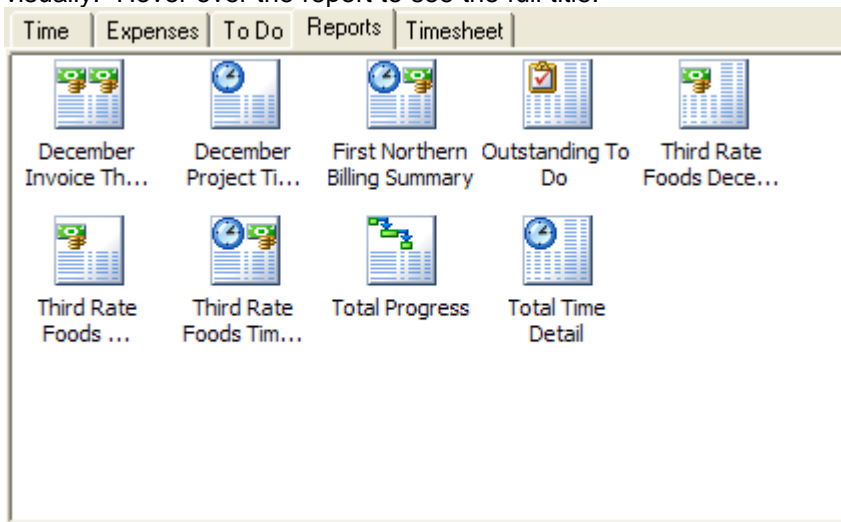 visually. Hover over the report to see the full title.
Time Expenses To Do Reports Timesheet
December Invoice Th...
December Project Ti...
First Northern Billing Summary
Outstanding To Do
Third Rate Foods Dece...
Third Rate Foods ...
Third Rate Foods Tim...
Total Progress
Total Time Detail